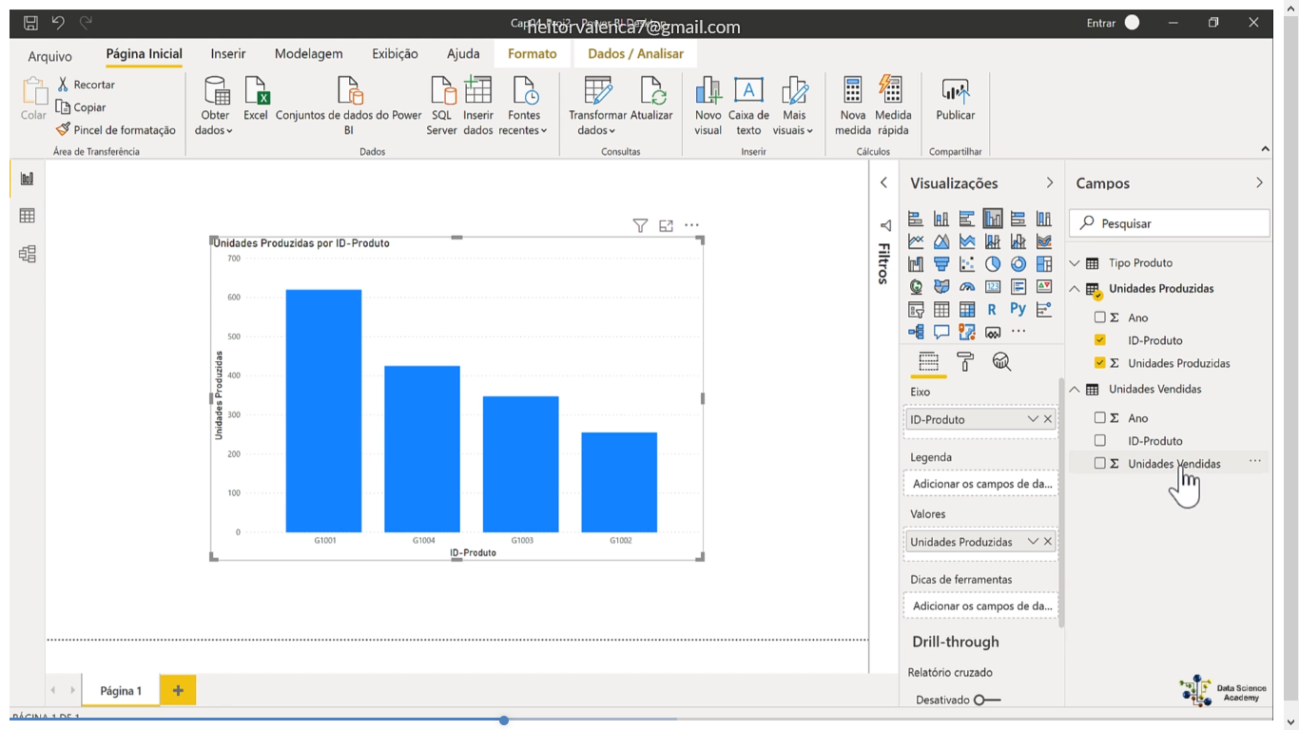 heitorvalenca7@gmail.com
Entrar
Arquivo
Página Inicial
Inserir
Modelagem
Exibição
Ajuda
Formato
Dados / Analisar
Colar
Recortar
Copiar
Pincel de formatação
Área de Transferência
Obter dados
Excel
Conjuntos de dados do Power BI
SQL Server
Inserir dados
Fontes recentes
Dados
Transformar dados
Atualizar
Consultas
Novo visual
Caixa de texto
Mais visuais
Inserir
Nova medida
Medida rápida
Cálculos
Publicar
Compartilhar
Unidades Produzidas por ID-Produto
700
600
500
400
300
200
100
0
Unidades Produzidas
G1001
G1004
G1003
G1002
ID-Produto
Filtros
Visualizações
R
Py
123
Eixo
ID-Produto
Legenda
Adicionar os campos de da...
Valores
Unidades Produzidas
Dicas de ferramentas
Adicionar os campos de da...
Drill-through
Relatório cruzado
Desativado
Campos
Pesquisar
Tipo Produto
Unidades Produzidas
Σ Ano
ID-Produto
Σ Unidades Produzidas
Unidades Vendidas
Σ Ano
ID-Produto
Σ Unidades Vendidas
Página 1
PÁGINA 1 DE 1
Data Science
Academy